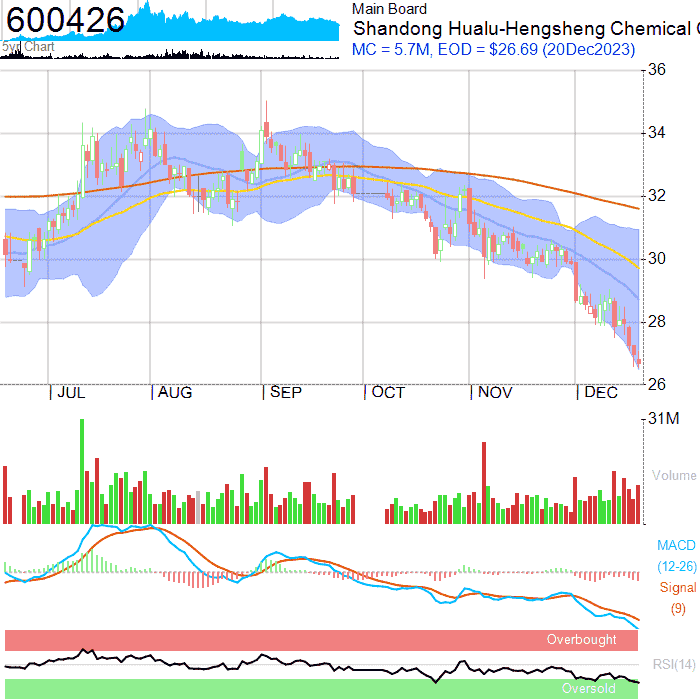 600426
5yr Chart
Main Board
Shandong Hualu-Hengsheng Chemical C
MC = 5.7M, EOD = $26.69 (20Dec2023)
36
34
32
30
28
26
JUL AUG SEP OCT NOV DEC
31M
Volume
MACD
(12-26)
Signal
(9)
Overbought
RSI(14)
Oversold